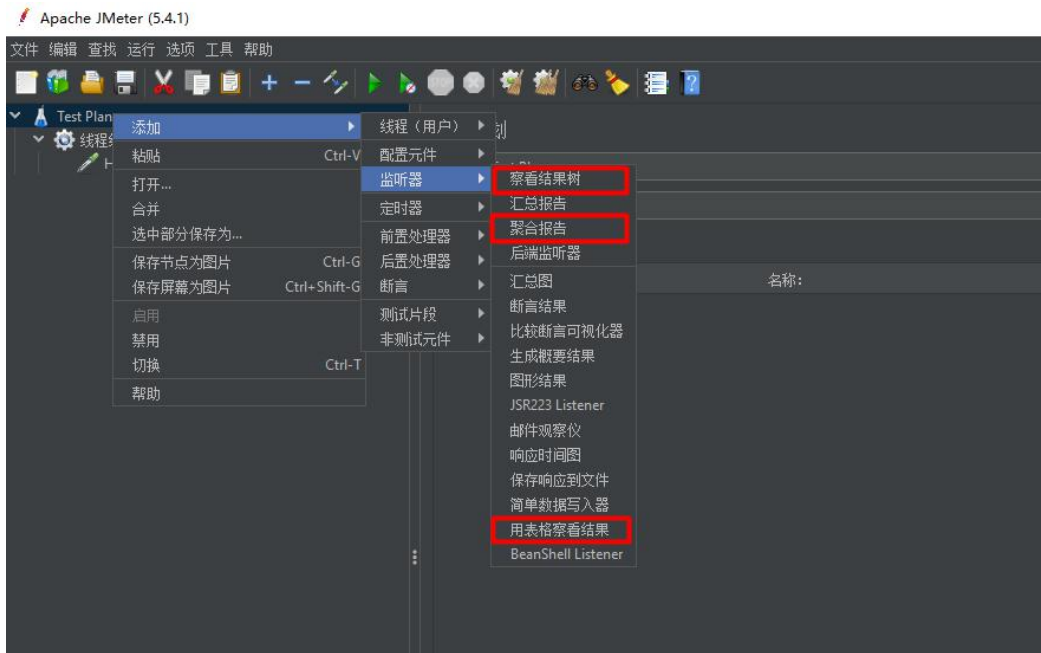 Apache JMeter (5.4.1)
文件 编辑 查找 运行 选项 工具 帮助
Test Plan
添加
粘贴 Ctrl-V
打开...
合并
选中部分保存为...
保存节点为图片 Ctrl-G
保存屏幕为图片 Ctrl+Shift-G
启用
禁用
切换 Ctrl-T
帮助
线程（用户）
配置元件
监听器
定时器
前置处理器
后置处理器
断言
测试片段
非测试元件
察看结果树
汇总报告
聚合报告
后端监听器
汇总图
断言结果
比较断言可视化器
生成概要结果
图形结果
JSR223 Listener
邮件观察仪
响应时间图
保存响应到文件
简单数据写入器
用表格察看结果
BeanShell Listener
线程
H
划
名称: